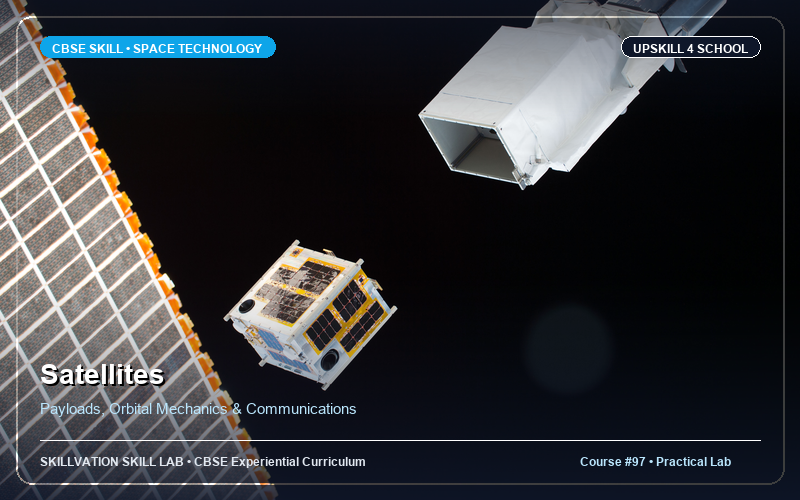 CBSE SKILL • SPACE TECHNOLOGY
UPSKILL 4 SCHOOL
Satellites
Payloads, Orbital Mechanics & Communications
SKILLVATION SKILL LAB • CBSE Experiential Curriculum
Course #97 • Practical Lab